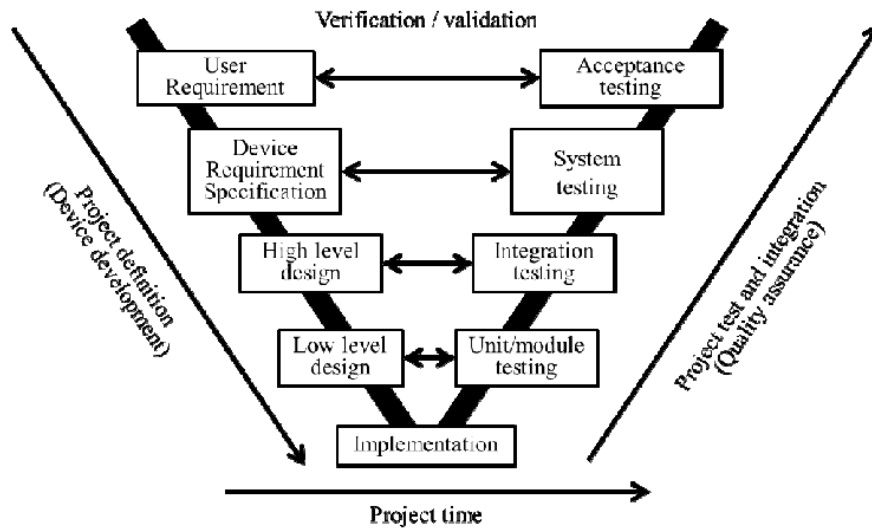 Verification / validation
User
Requirement
Acceptance
testing
Device
Requirement
Specification
System
testing
Project definition
(Device development)
Project test and integration
(Quality assurance)
High level
design
Integration
testing
Low level
design
Unit/module
testing
Implementation
Project time